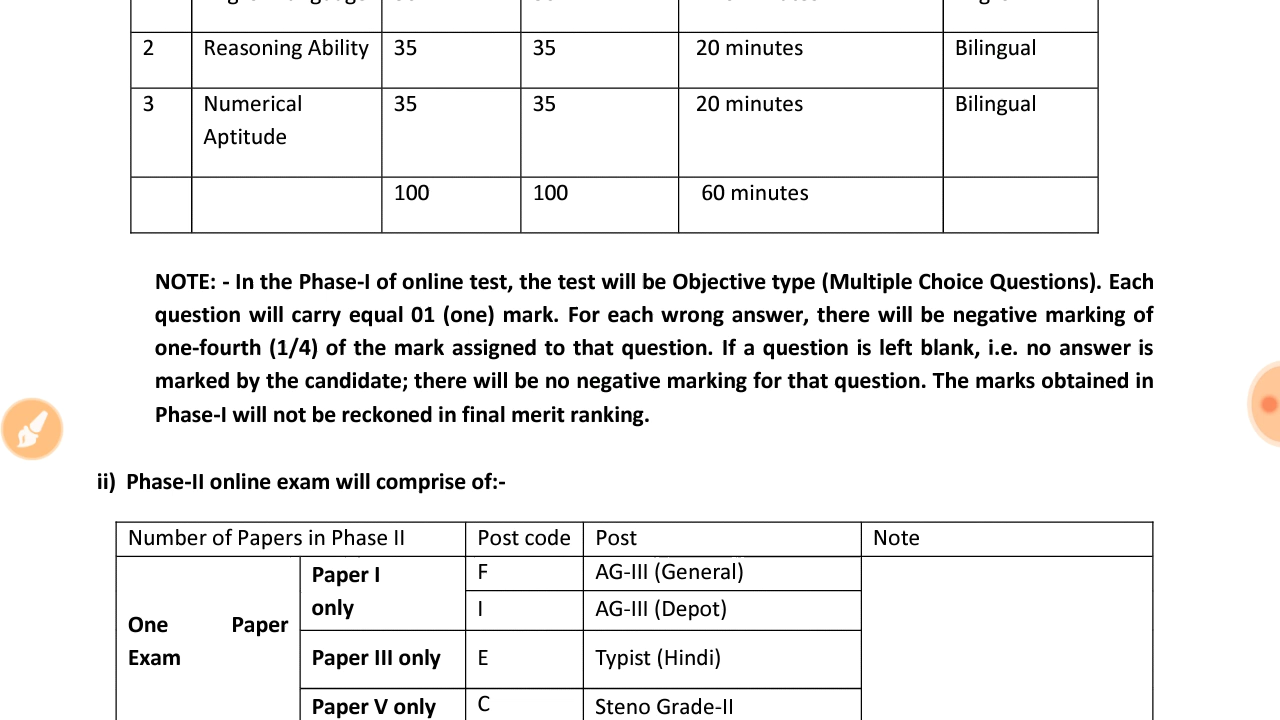 2 Reasoning Ability 35 35 20 minutes Bilingual
3 Numerical Aptitude 35 35 20 minutes Bilingual
100 100 60 minutes
NOTE: - In the Phase-I of online test, the test will be Objective type (Multiple Choice Questions). Each
question will carry equal 01 (one) mark. For each wrong answer, there will be negative marking of
one-fourth (1/4) of the mark assigned to that question. If a question is left blank, i.e. no answer is
marked by the candidate; there will be no negative marking for that question. The marks obtained in
Phase-I will not be reckoned in final merit ranking.
ii) Phase-II online exam will comprise of:-
Number of Papers in Phase II Post code Post Note
One Paper Exam
Paper I only
F AG-III (General)
I AG-III (Depot)
Paper III only E Typist (Hindi)
Paper V only C Steno Grade-II